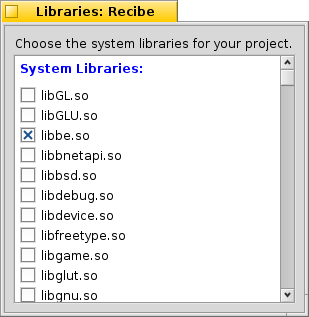 Libraries: Recibe
Choose the system libraries for your project.
System Libraries:
libGL.so
libGLU.so
libbe.so
libbnetapi.so
libbsd.so
libdebug.so
libdevice.so
libfreetype.so
libgame.so
libglut.so
libgnu.so